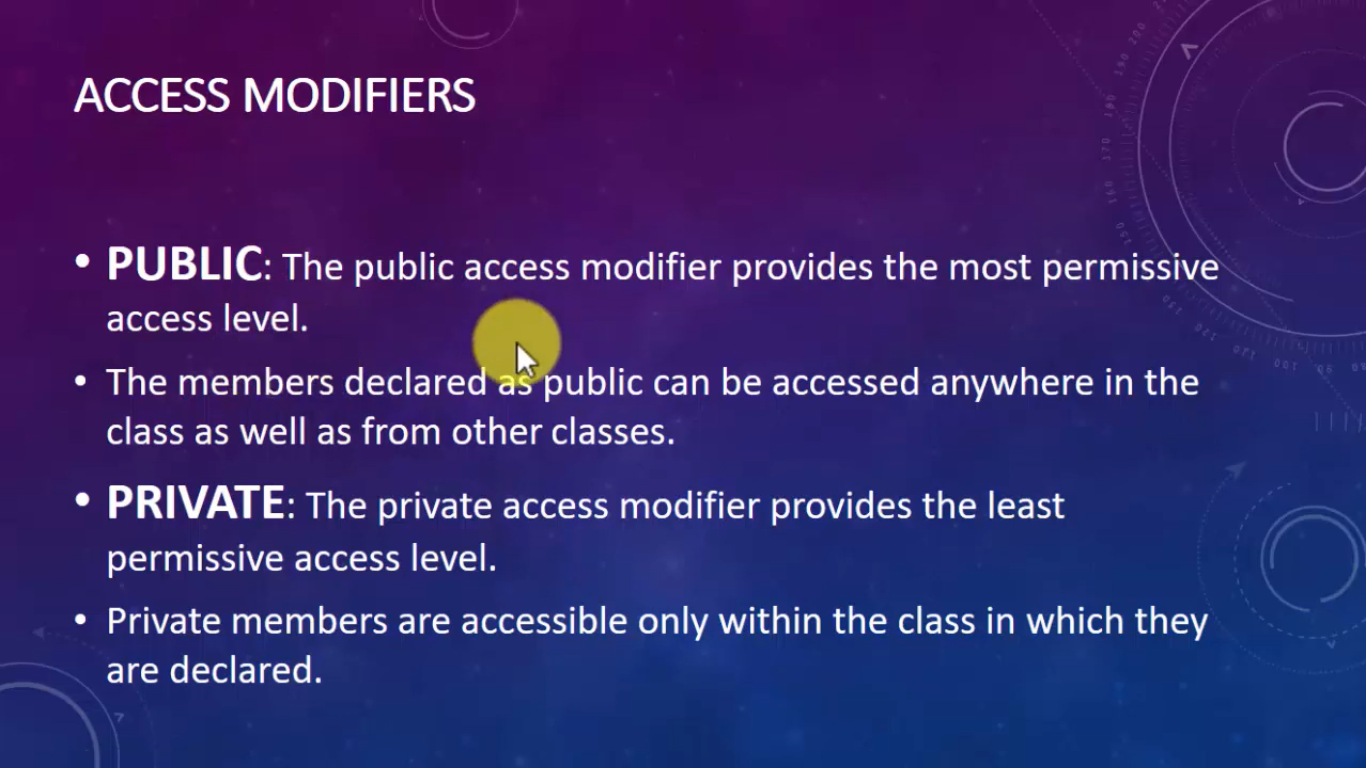 ACCESS MODIFIERS
• PUBLIC: The public access modifier provides the most permissive
access level.
• The members declared as public can be accessed anywhere in the
class as well as from other classes.
• PRIVATE: The private access modifier provides the least
permissive access level.
• Private members are accessible only within the class in which they
are declared.